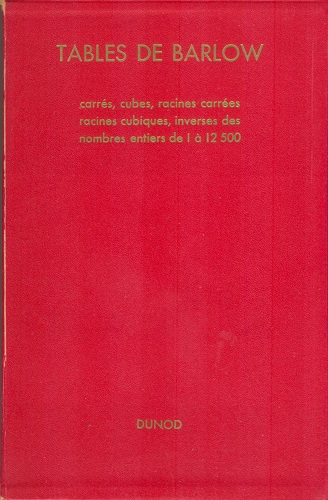 TABLES DE BARLOW
carrés, cubes, racines carrées
racines cubiques, inverses des
nombres entiers de 1 à 12 500
DUNOD